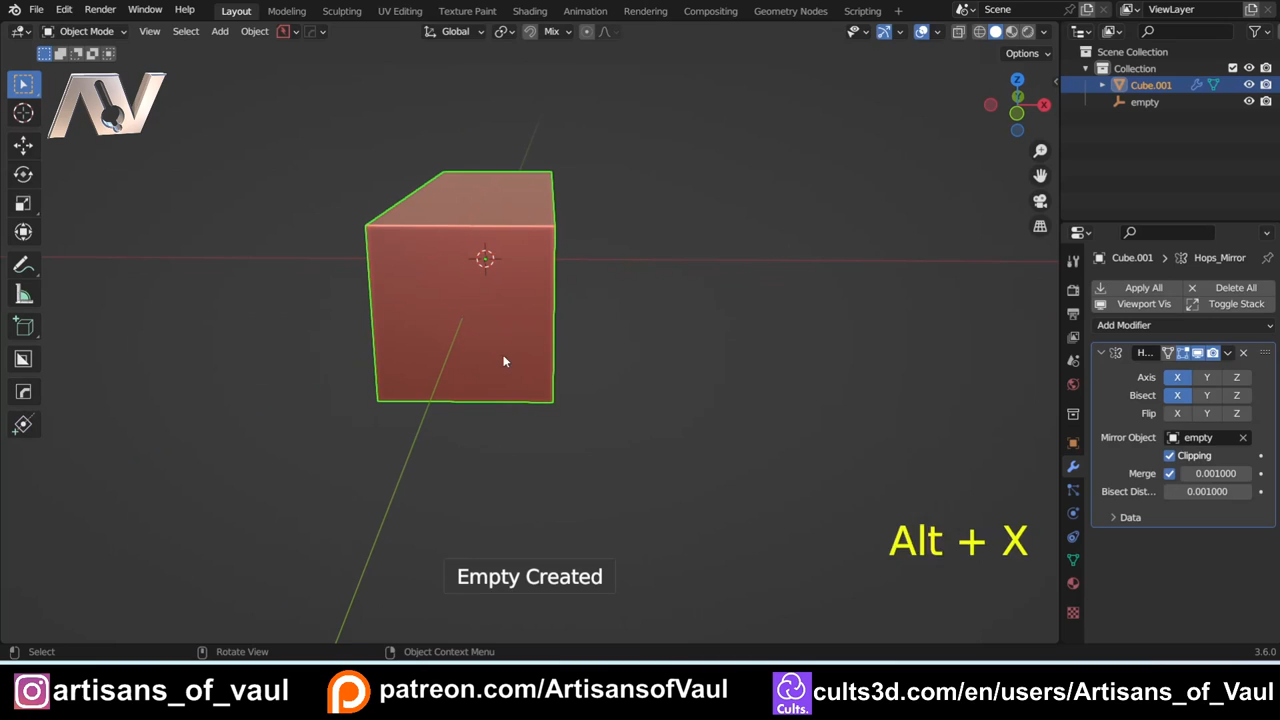 File Edit Render Window Help Layout Modeling Sculpting UV Editing Texture Paint Shading Animation Rendering Compositing Geometry Nodes Scripting + Scene ViewLayer
Object Mode View Select Add Object Global Mix
Options
Scene Collection
Collection
Cube.001
empty
Z
Y
X
AV
Cube.001 > Hops_Mirror
Apply All Delete All
Viewport Vis Toggle Stack
Add Modifier
H...
Axis X Y Z
Bisect X Y Z
Flip X Y Z
Mirror Object empty
Clipping
Merge 0.001000
Bisect Dist... 0.001000
Data
Alt + X
Empty Created
Select Rotate View Object Context Menu 3.6.0
artisans_of_vaul patreon.com/ArtisansofVaul Cults. cults3d.com/en/users/Artisans_of_Vaul